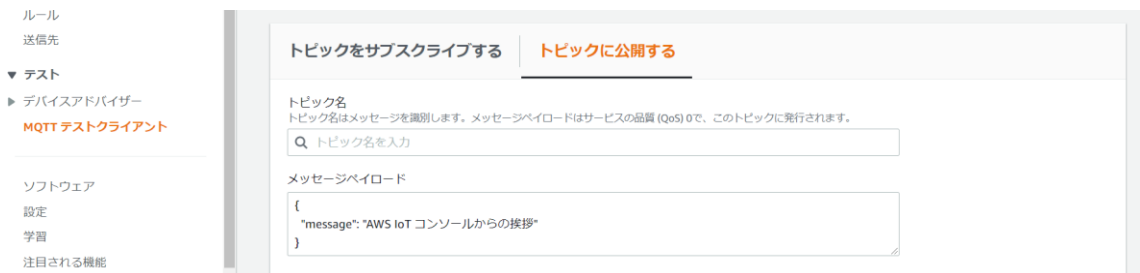 ルール
送信先
▼ テスト
▶ デバイスアドバイザー
MQTT テストクライアント
ソフトウェア
設定
学習
注目される機能
トピックをサブスクライブする
トピックに公開する
トピック名
トピック名はメッセージを識別します。メッセージペイロードはサービスの品質 (QoS) 0で、このトピックに発行されます。
トピック名を入力
メッセージペイロード
{
"message": "AWS IoT コンソールからの挨拶"
}